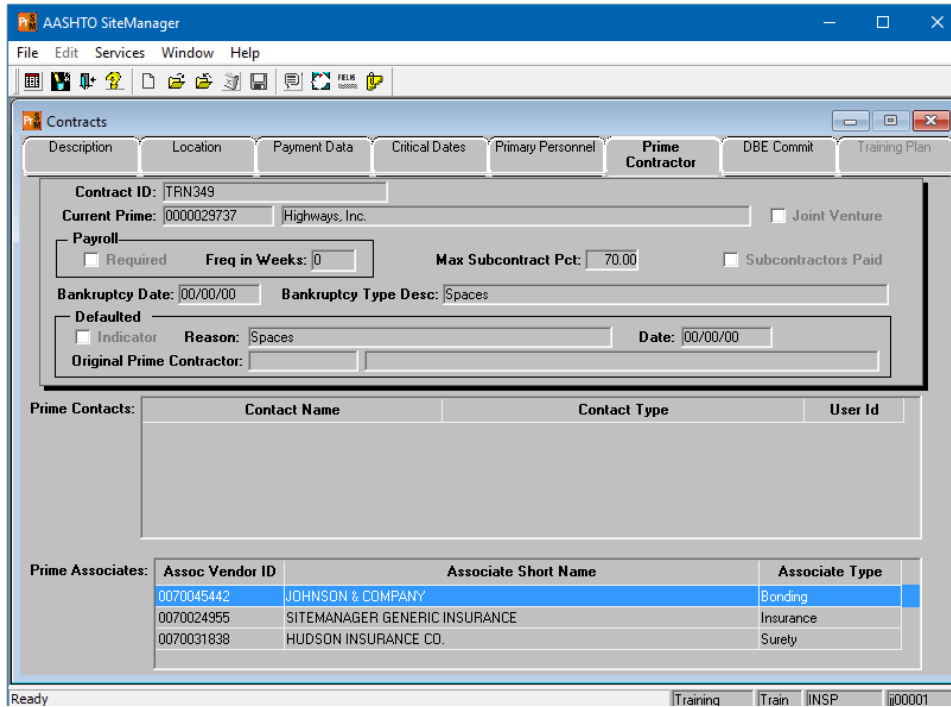 AASHTO SiteManager
File Edit Services Window Help
Contracts
Description Location Payment Data Critical Dates Primary Personnel Prime Contractor DBE Commit Training Plan
Contract ID: TRN349
Current Prime: 0000029737 Highways, Inc. Joint Venture
Payroll
Required Freq in Weeks: 0 Max Subcontract Pct: 70.00 Subcontractors Paid
Bankruptcy Date: 00/00/00 Bankruptcy Type Desc: Spaces
Defaulted
Indicator Reason: Spaces Date: 00/00/00
Original Prime Contractor:
Prime Contacts: Contact Name Contact Type User Id
Prime Associates: Assoc Vendor ID Associate Short Name Associate Type
0070045442 JOHNSON & COMPANY Bonding
0070024955 SITEMANAGER GENERIC INSURANCE Insurance
0070031838 HUDSON INSURANCE CO. Surety
Ready Training Train INSP jj00001